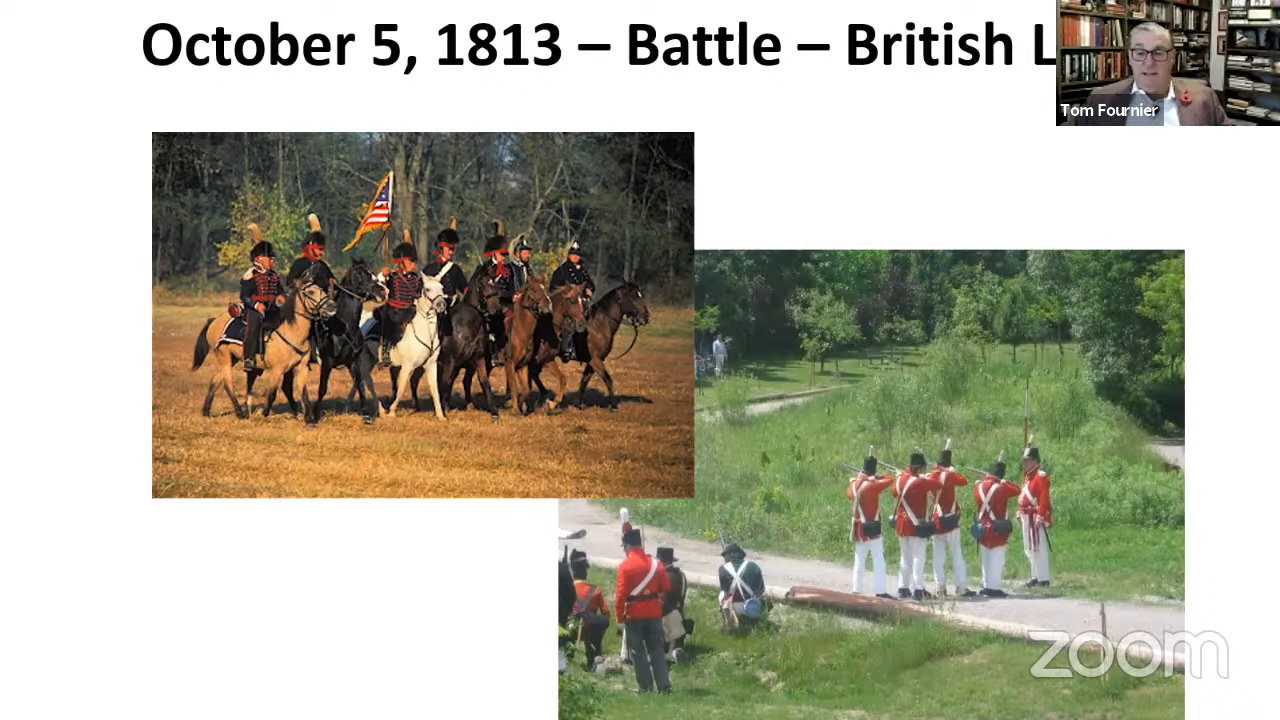 October 5, 1813 – Battle – British L
Tom Fournier
zoom